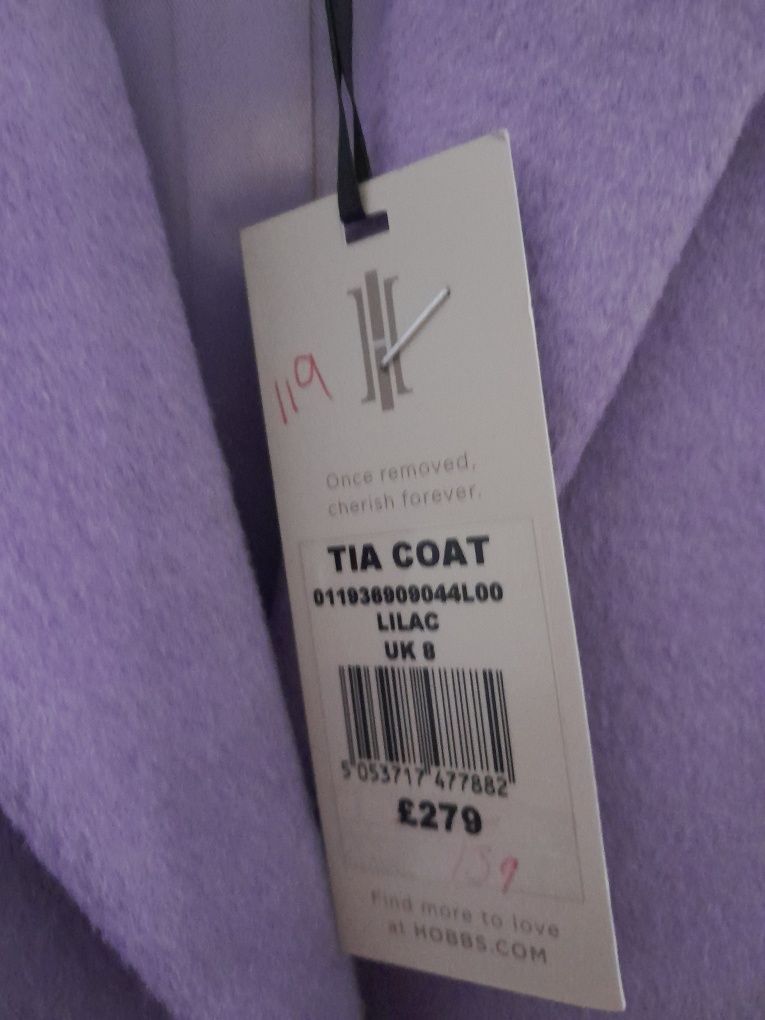 119
Once removed,
cherish forever.
TIA COAT
011936909044L00
LILAC
UK 8
5 053717 477882
£279
159
Find more to love
at HOBBS.COM